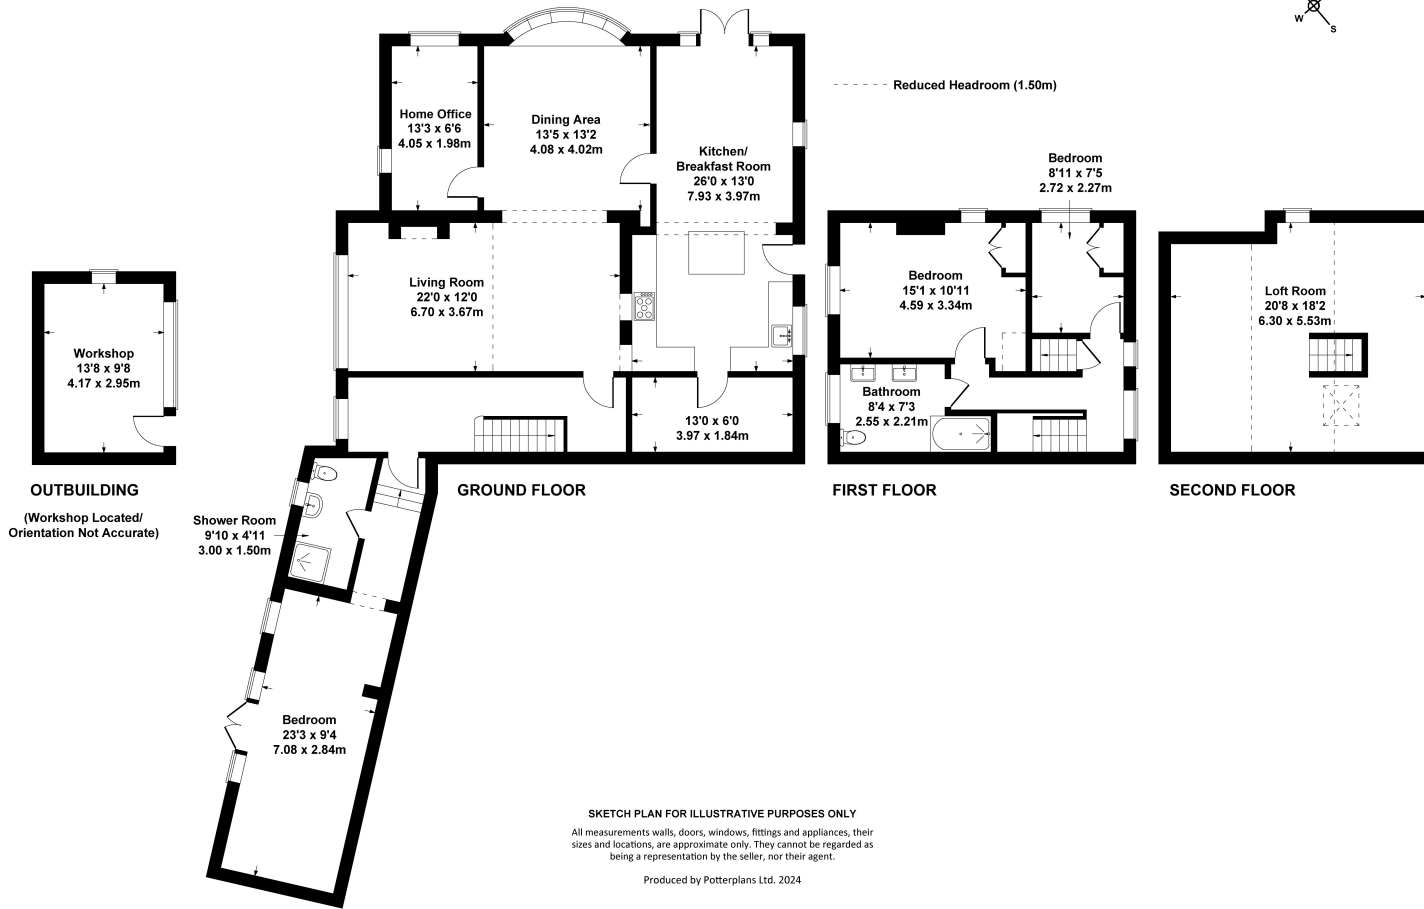 W
S
Reduced Headroom (1.50m)
Home Office
13'3 x 6'6
4.05 x 1.98m
Dining Area
13'5 x 13'2
4.08 x 4.02m
Kitchen/
Breakfast Room
26'0 x 13'0
7.93 x 3.97m
Bedroom
8'11 x 7'5
2.72 x 2.27m
Living Room
22'0 x 12'0
6.70 x 3.67m
Bedroom
15'1 x 10'11
4.59 x 3.34m
Loft Room
20'8 x 18'2
6.30 x 5.53m
Workshop
13'8 x 9'8
4.17 x 2.95m
Bathroom
8'4 x 7'3
2.55 x 2.21m
13'0 x 6'0
3.97 x 1.84m
OUTBUILDING
(Workshop Located/
Orientation Not Accurate)
GROUND FLOOR
FIRST FLOOR
SECOND FLOOR
Shower Room
9'10 x 4'11
3.00 x 1.50m
Bedroom
23'3 x 9'4
7.08 x 2.84m
SKETCH PLAN FOR ILLUSTRATIVE PURPOSES ONLY
All measurements walls, doors, windows, fittings and appliances, their
sizes and locations, are approximate only. They cannot be regarded as
being a representation by the seller, nor their agent.
Produced by Potterplans Ltd. 2024